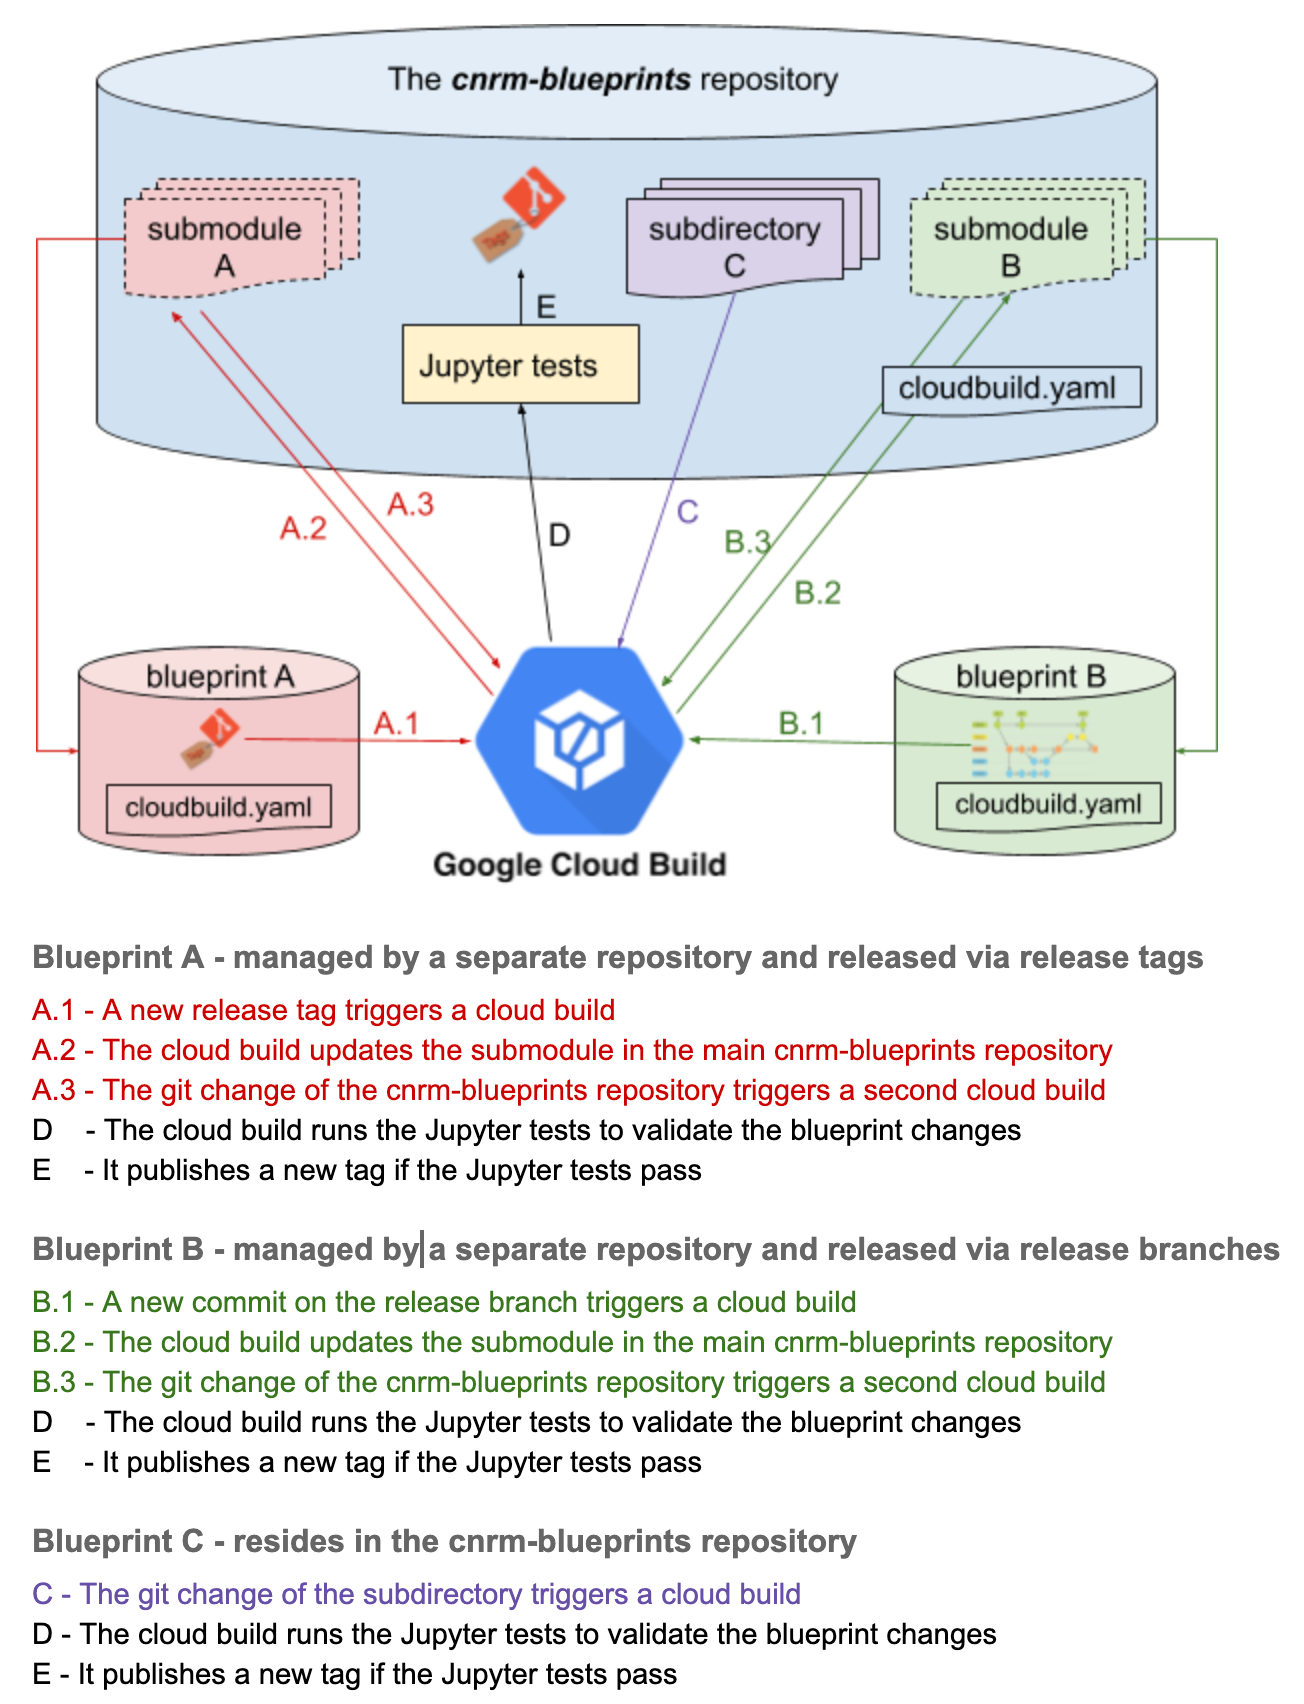 The cnrm-blueprints repository
submodule
A
Tags
subdirectory
C
submodule
B
E
Jupyter tests
cloudbuild.yaml
A.2
A.3
D
C
B.3
B.2
blueprint A
Tags
A.1
cloudbuild.yaml
B.1
blueprint B
cloudbuild.yaml
Google Cloud Build
Blueprint A - managed by a separate repository and released via release tags
A.1 - A new release tag triggers a cloud build
A.2 - The cloud build updates the submodule in the main cnrm-blueprints repository
A.3 - The git change of the cnrm-blueprints repository triggers a second cloud build
D - The cloud build runs the Jupyter tests to validate the blueprint changes
E - It publishes a new tag if the Jupyter tests pass
Blueprint B - managed by a separate repository and released via release branches
B.1 - A new commit on the release branch triggers a cloud build
B.2 - The cloud build updates the submodule in the main cnrm-blueprints repository
B.3 - The git change of the cnrm-blueprints repository triggers a second cloud build
D - The cloud build runs the Jupyter tests to validate the blueprint changes
E - It publishes a new tag if the Jupyter tests pass
Blueprint C - resides in the cnrm-blueprints repository
C - The git change of the subdirectory triggers a cloud build
D - The cloud build runs the Jupyter tests to validate the blueprint changes
E - It publishes a new tag if the Jupyter tests pass